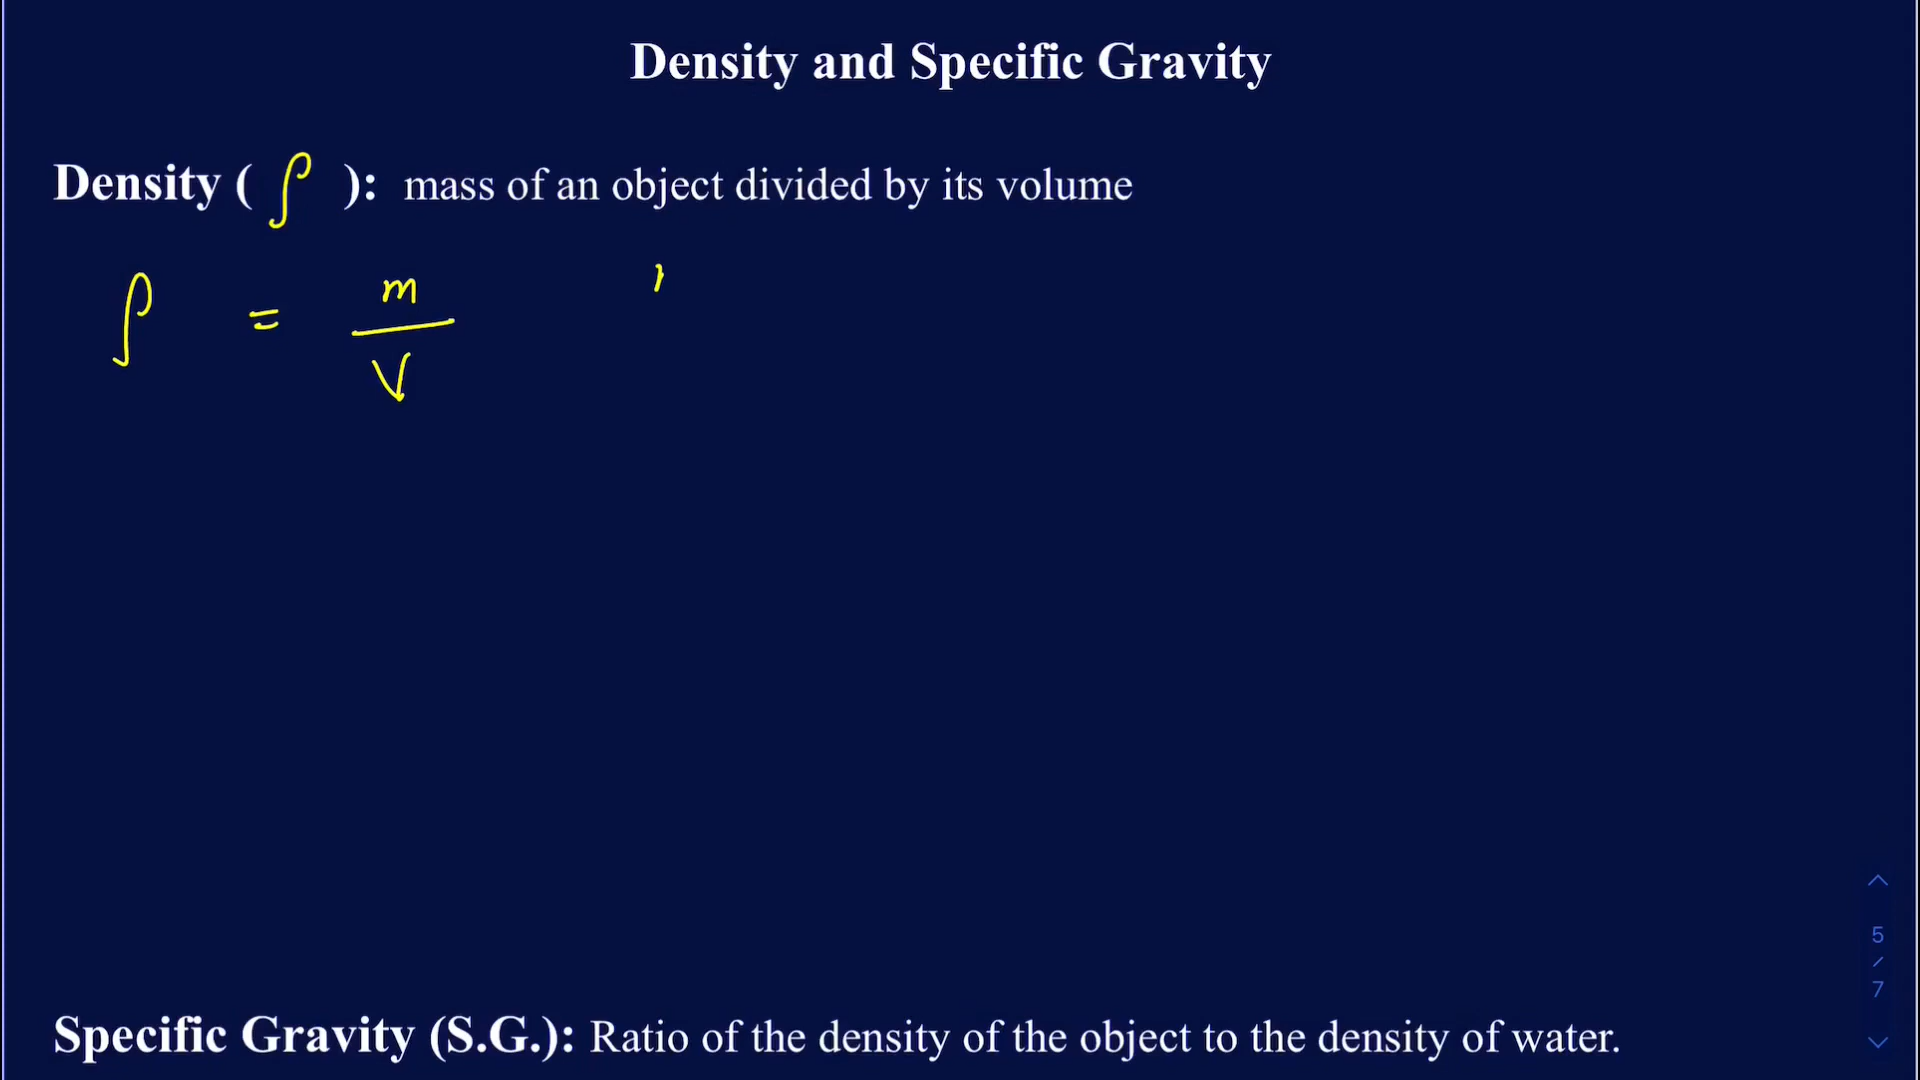 Density and Specific Gravity
Density ( ρ ): mass of an object divided by its volume
ρ = m
V
5
/
7
Specific Gravity (S.G.): Ratio of the density of the object to the density of water.